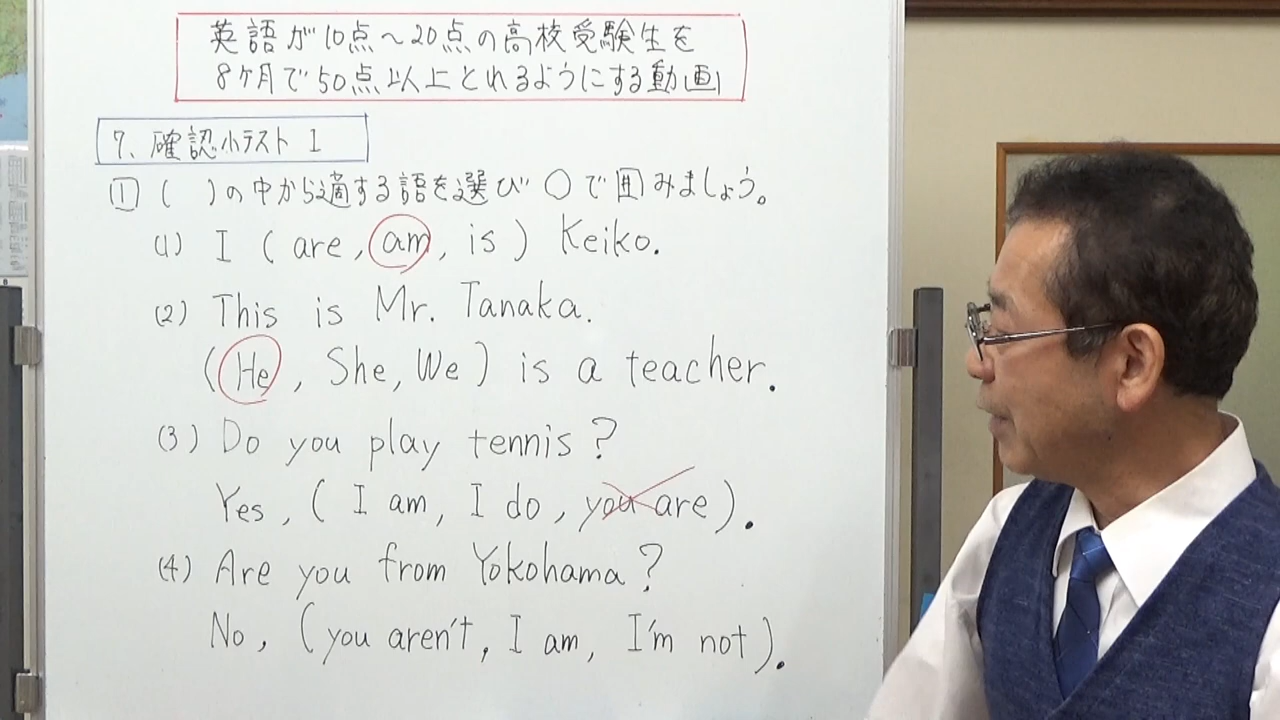 英語が10点～20点の高校受験生を
8ヶ月で50点以上とれるようにする動画
7、確認小テスト 1
1 ( )の中から適する語を選び ○で囲みましょう。
(1) I ( are, am, is ) Keiko.
(2) This is Mr. Tanaka.
( He, She, We ) is a teacher.
(3) Do you play tennis?
Yes, ( I am, I do, you are ).
(4) Are you from Yokohama?
No, ( you aren't, I am, I'm not ).